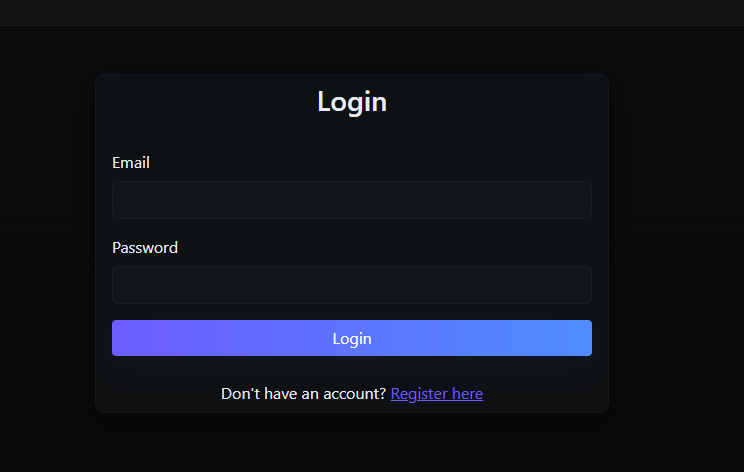 Login
Email
Password
Login
Don't have an account? Register here